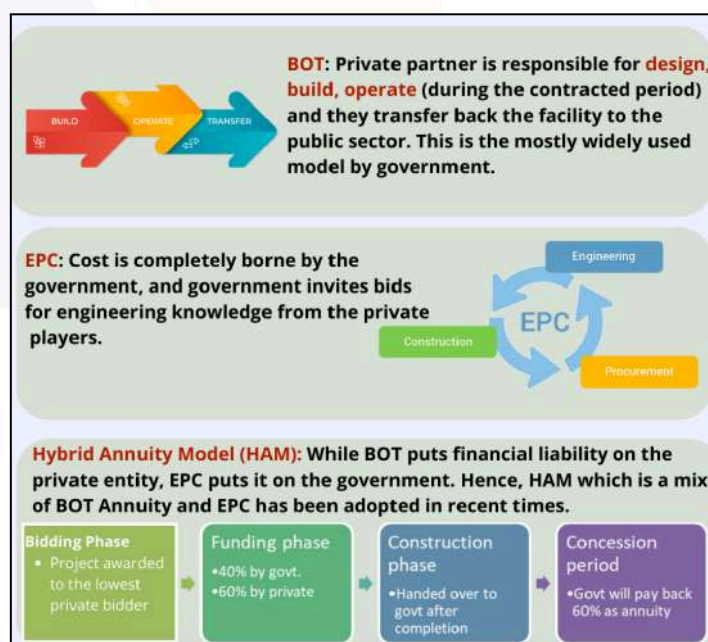 BUILD
OPERATE
TRANSFER
BOT: Private partner is responsible for design,
build, operate (during the contracted period)
and they transfer back the facility to the
public sector. This is the mostly widely used
model by government.
EPC: Cost is completely borne by the
government, and government invites bids
for engineering knowledge from the private
players.
Engineering
EPC
Construction
Procurement
Hybrid Annuity Model (HAM): While BOT puts financial liability on the
private entity, EPC puts it on the government. Hence, HAM which is a mix
of BOT Annuity and EPC has been adopted in recent times.
Bidding Phase
• Project awarded
to the lowest
private bidder
Funding phase
•40% by govt.
•60% by private
Construction
phase
•Handed over to
govt after
completion
Concession
period
•Govt will pay back
60% as annuity